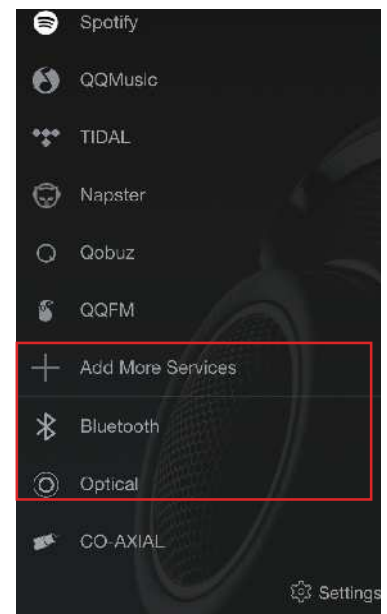 Spotify
QQMusic
TIDAL
Napster
Qobuz
QQFM
Add More Services
Bluetooth
Optical
CO-AXIAL
Settings